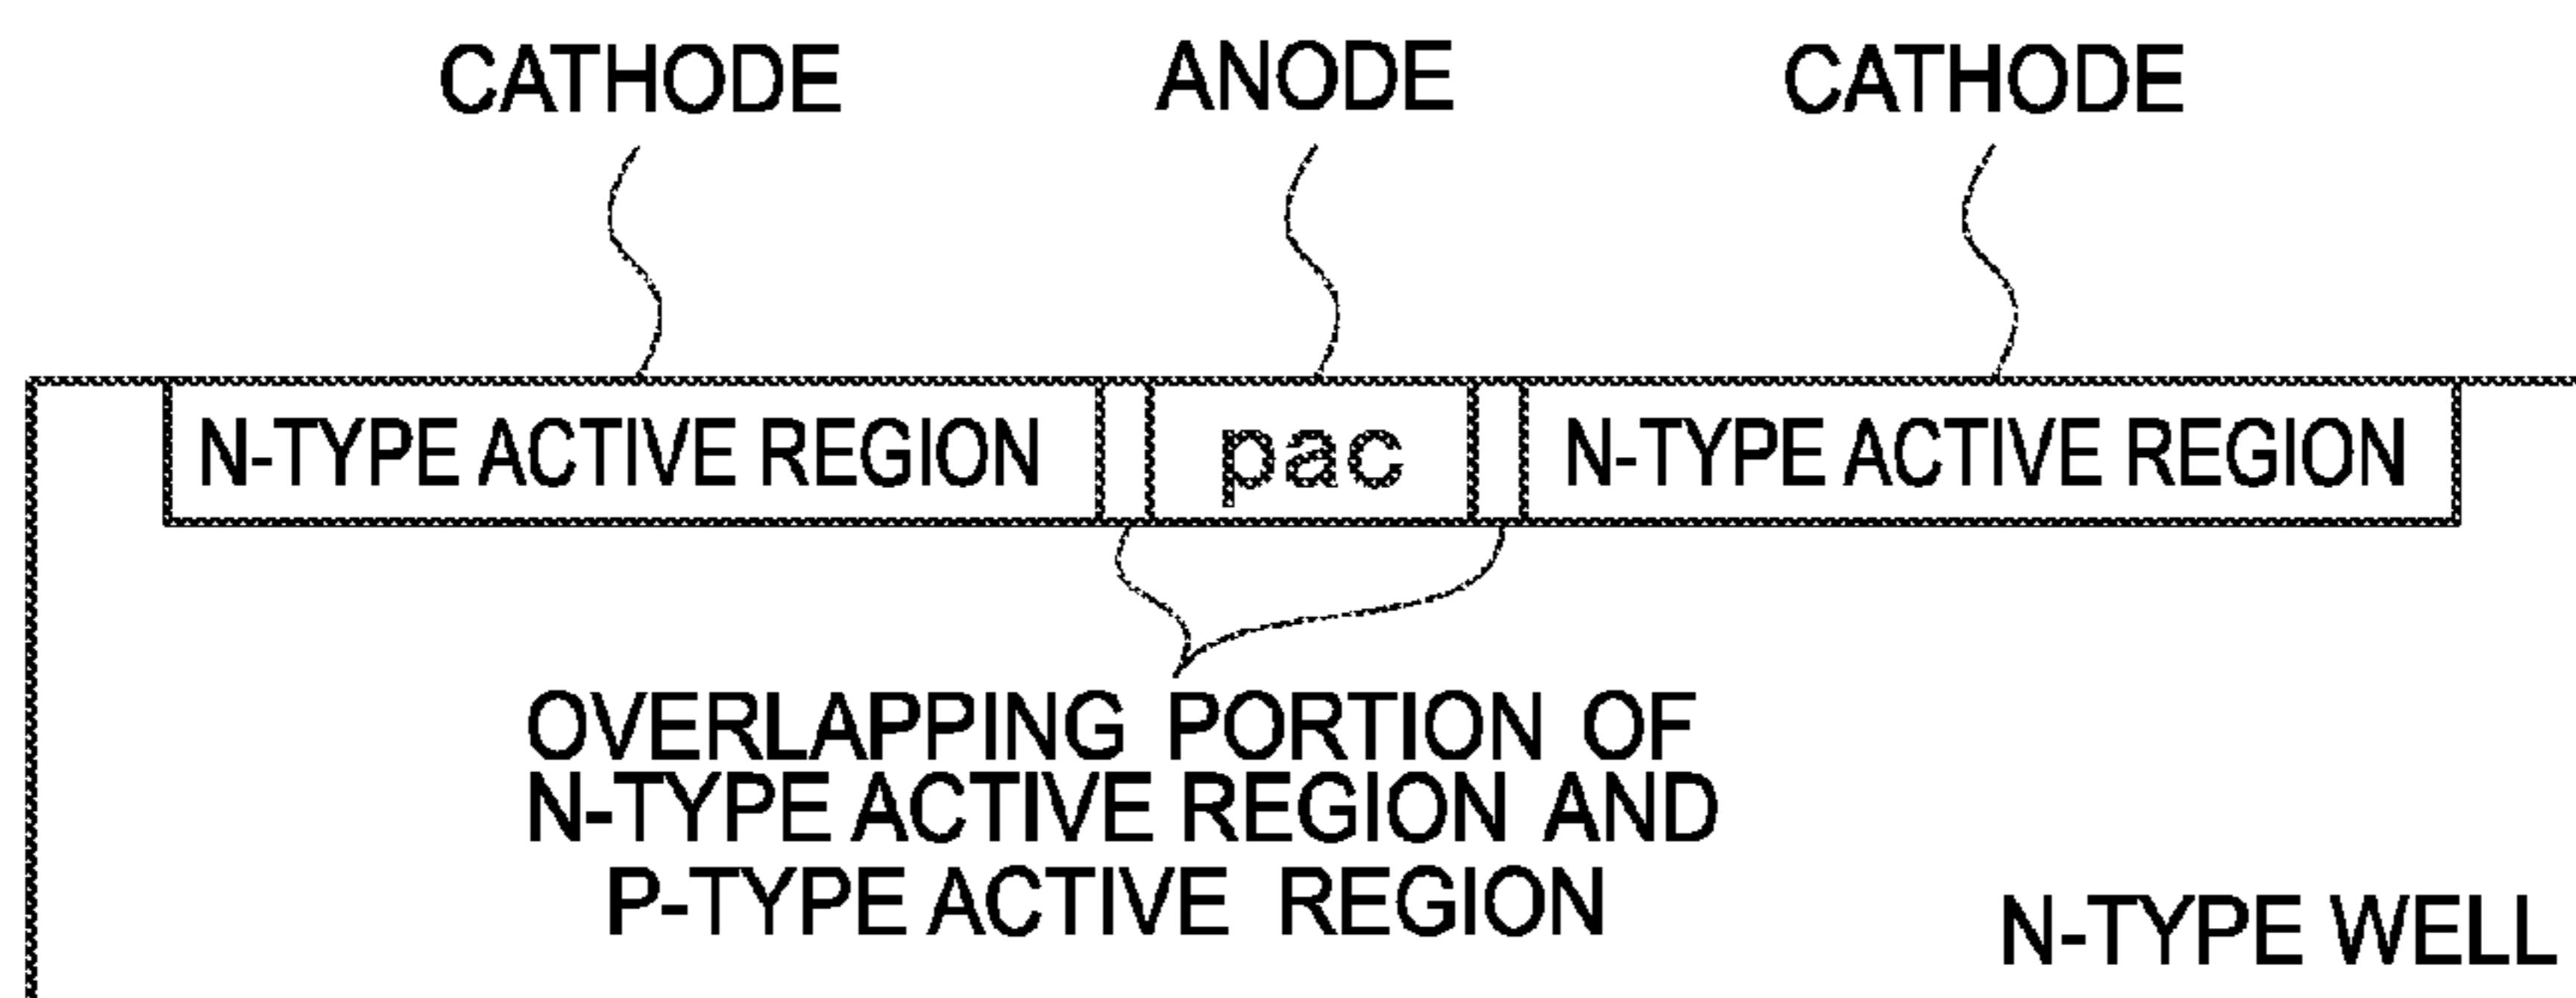 CATHODE ANODE CATHODE
N-TYPE ACTIVE REGION pac N-TYPE ACTIVE REGION
OVERLAPPING PORTION OF
N-TYPE ACTIVE REGION AND
P-TYPE ACTIVE REGION
N-TYPE WELL